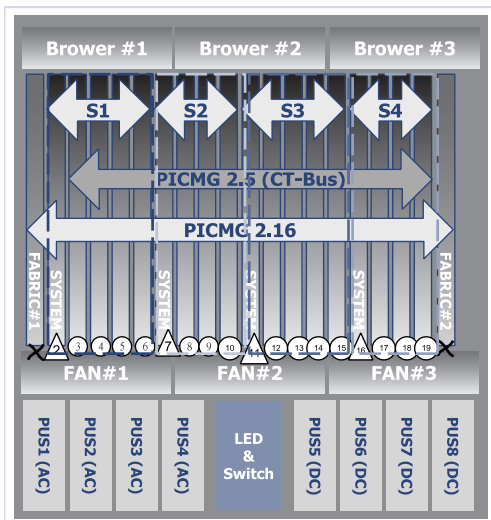 Brower #1 Brower #2 Brower #3
S1 S2 S3 S4
PICMG 2.5 (CT-Bus)
PICMG 2.16
FABRIC#1
SYSTEM
SYSTEM
SYSTEM
SYSTEM
FABRIC#2
2 3 4 5 6 7 8 9 10 11 12 13 14 15 16 17 18 19
FAN#1 FAN#2 FAN#3
PUS1 (AC)
PUS2 (AC)
PUS3 (AC)
PUS4 (AC)
LED
&
Switch
PUS5 (DC)
PUS6 (DC)
PUS7 (DC)
PUS8 (DC)